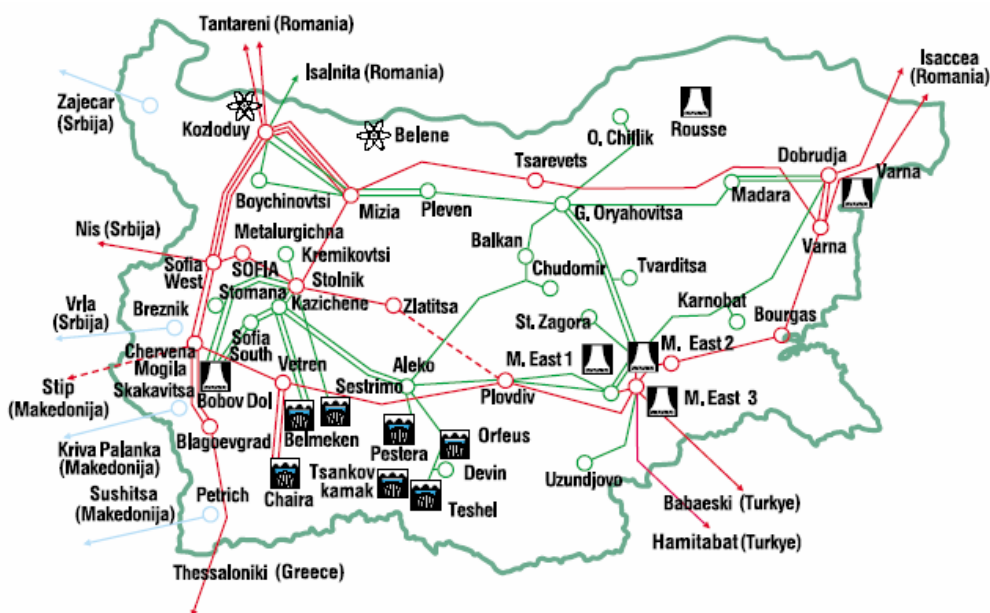 Tantareni (Romania)
Isalnita (Romania)
Isaccea
(Romania)
Zajecar
(Srbija)
Kozloduy
Belene
Rousse
O. Chiflik
Tsarevets
Dobrudja
Varna
Boychinovtsi
Mizia
Pleven
G. Oryahovitsa
Madara
Nis (Srbija)
Metalurgichna
Kremikovtsi
Balkan
Varna
Sofia
West
SOFIA
Stolnik
Chudomir
Tvarditsa
Stomana
Kazichene
Zlatitsa
Karnobat
Vrla
(Srbija)
Breznik
St. Zagora
Bourgas
Sofia
South
Chervena
Mogila
Vetren
Aleko
M. East 1
M. East 2
Stip
(Makedonija)
Skakavitsa
Bobov Dol
Sestrimo
Plovdiv
M. East 3
Blagoevgrad
Belmeken
Pestera
Orfeus
Kriva Palanka
(Makedonija)
Chaira
Tsankov
kamak
Devin
Uzundjovo
Sushitsa
(Makedonija)
Petrich
Teshel
Babaeski (Turkye)
Hamitabat (Turkye)
Thessaloniki (Greece)